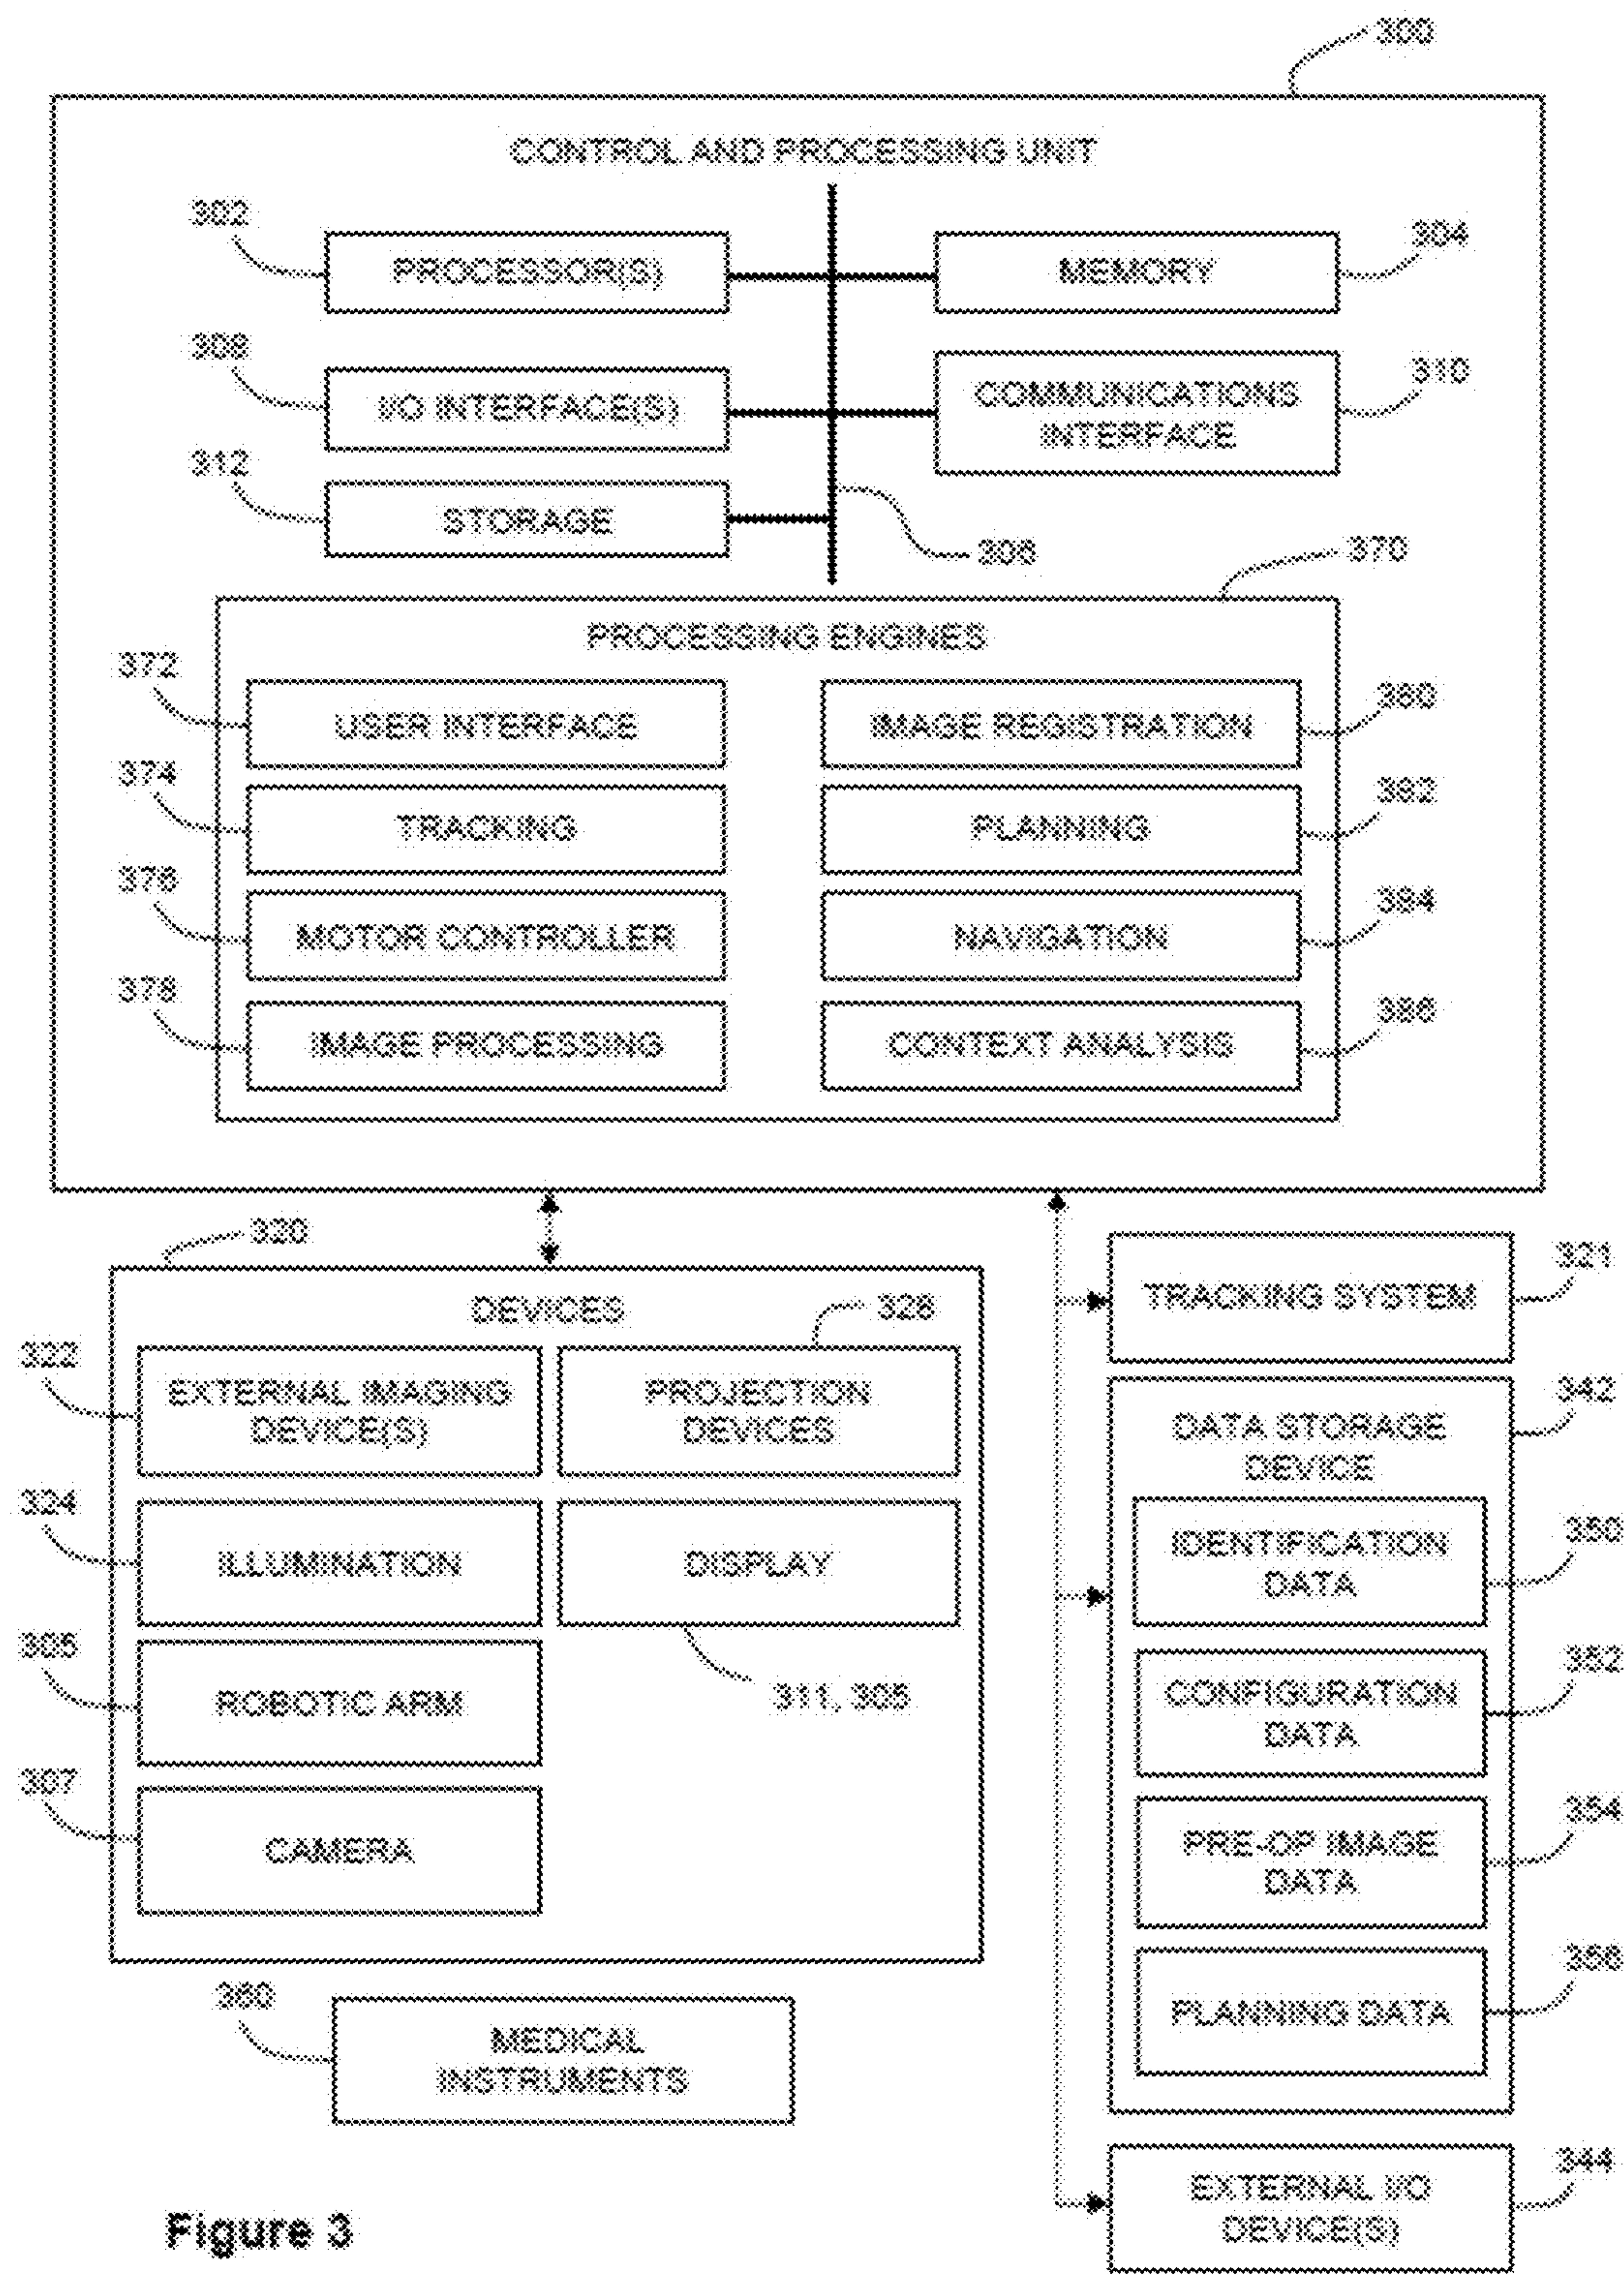 300
CONTROL AND PROCESSING UNIT
302
PROCESSOR(S)
MEMORY
304
308
I/O INTERFACE(S)
COMMUNICATIONS
INTERFACE
310
312
STORAGE
306
370
PROCESSING ENGINES
372
USER INTERFACE
IMAGE REGISTRATION
380
374
TRACKING
PLANNING
382
376
MOTOR CONTROLLER
NAVIGATION
384
378
IMAGE PROCESSING
CONTEXT ANALYSIS
386
320
DEVICES
328
322
EXTERNAL IMAGING
DEVICE(S)
PROJECTION
DEVICES
324
ILLUMINATION
DISPLAY
311, 305
305
ROBOTIC ARM
307
CAMERA
360
MEDICAL
INSTRUMENTS
TRACKING SYSTEM
321
342
DATA STORAGE
DEVICE
IDENTIFICATION
DATA
350
CONFIGURATION
DATA
352
PRE-OP IMAGE
DATA
354
PLANNING DATA
356
EXTERNAL I/O
DEVICE(S)
344
Figure 3